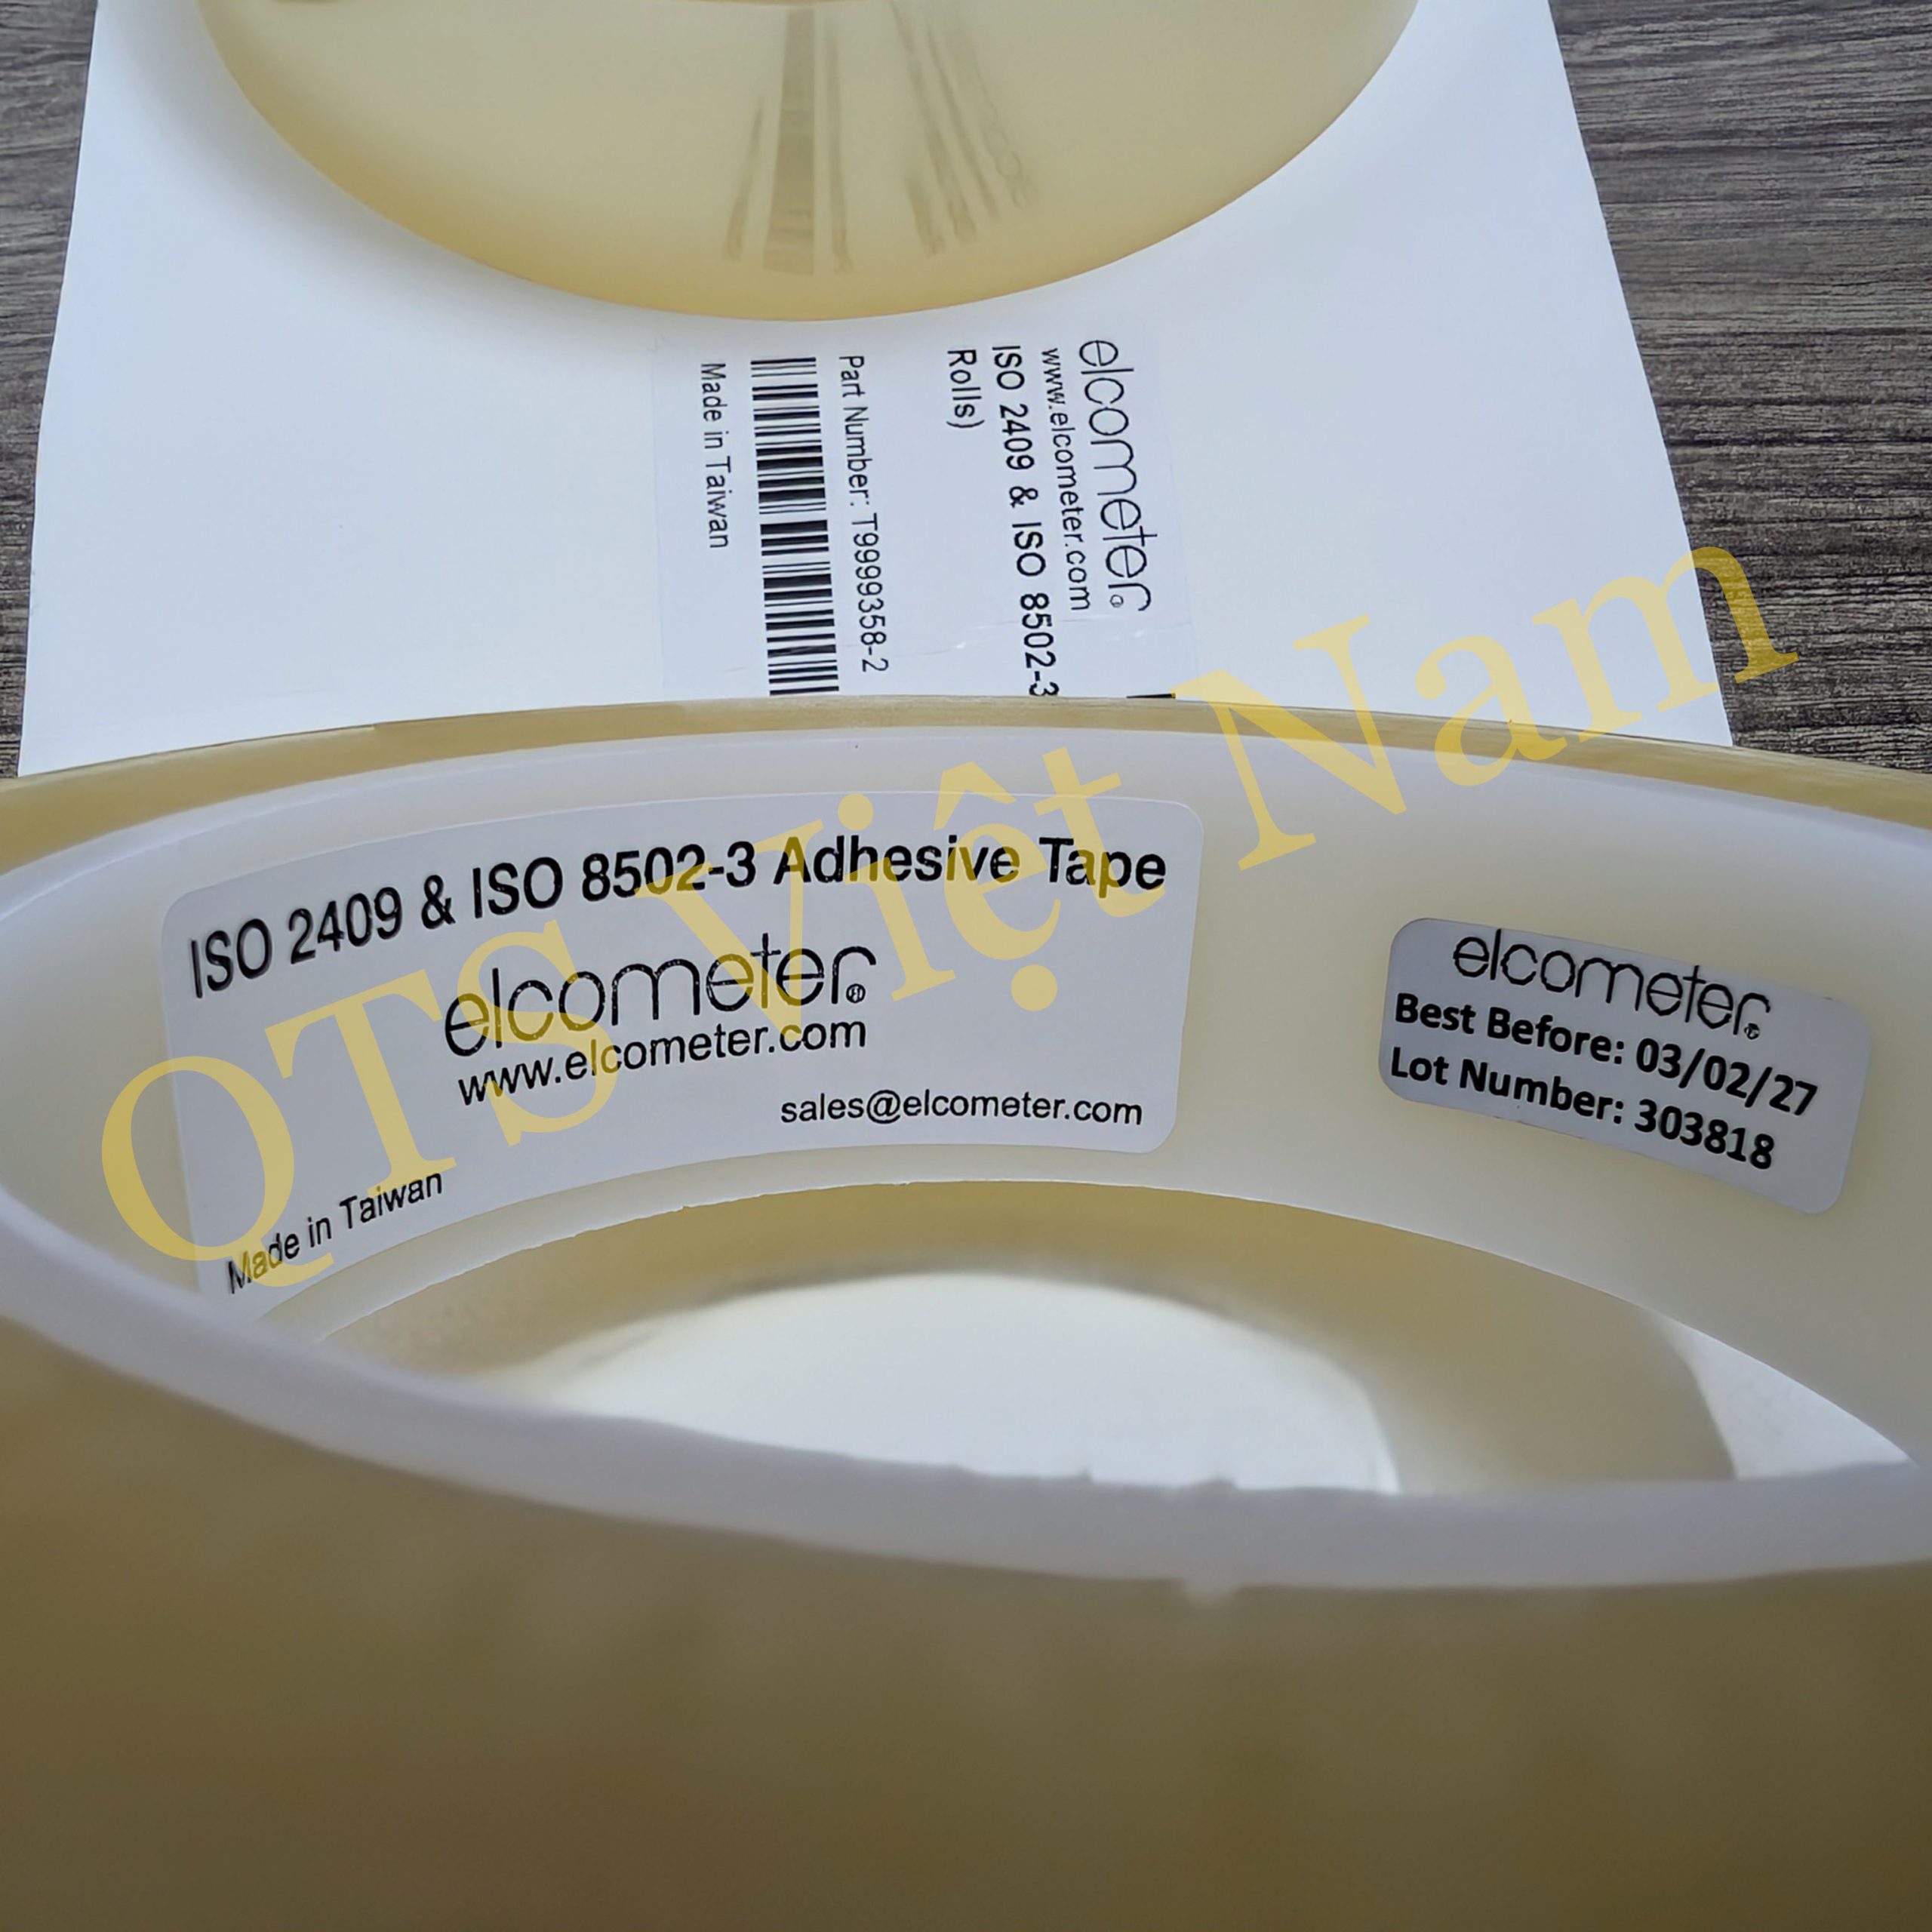 elcometer®
www.elcometer.com
ISO 2409 & ISO 8502-3
Rolls)
Part Number: T9999358-2
Made in Taiwan
ISO 2409 & ISO 8502-3 Adhesive Tape
elcometer®
www.elcometer.com
sales@elcometer.com
Made in Taiwan
elcometer®
Best Before: 03/02/27
Lot Number: 303818
QTS Việt Nam